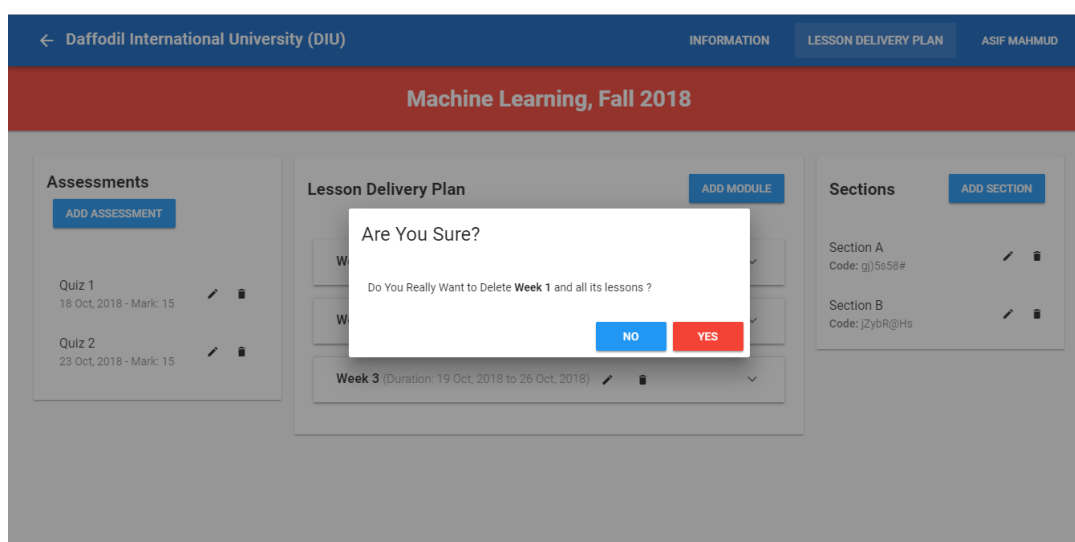 Daffodil International University (DIU)
INFORMATION
LESSON DELIVERY PLAN
ASIF MAHMUD
Machine Learning, Fall 2018
Assessments
ADD ASSESSMENT
Quiz 1
18 Oct, 2018 - Mark: 15
Quiz 2
23 Oct, 2018 - Mark: 15
Lesson Delivery Plan
ADD MODULE
Are You Sure?
Do You Really Want to Delete Week 1 and all its lessons ?
NO
YES
Week 3 (Duration: 19 Oct, 2018 to 26 Oct, 2018)
Sections
ADD SECTION
Section A
Code: gj)5s58#
Section B
Code: jZybR@Hs